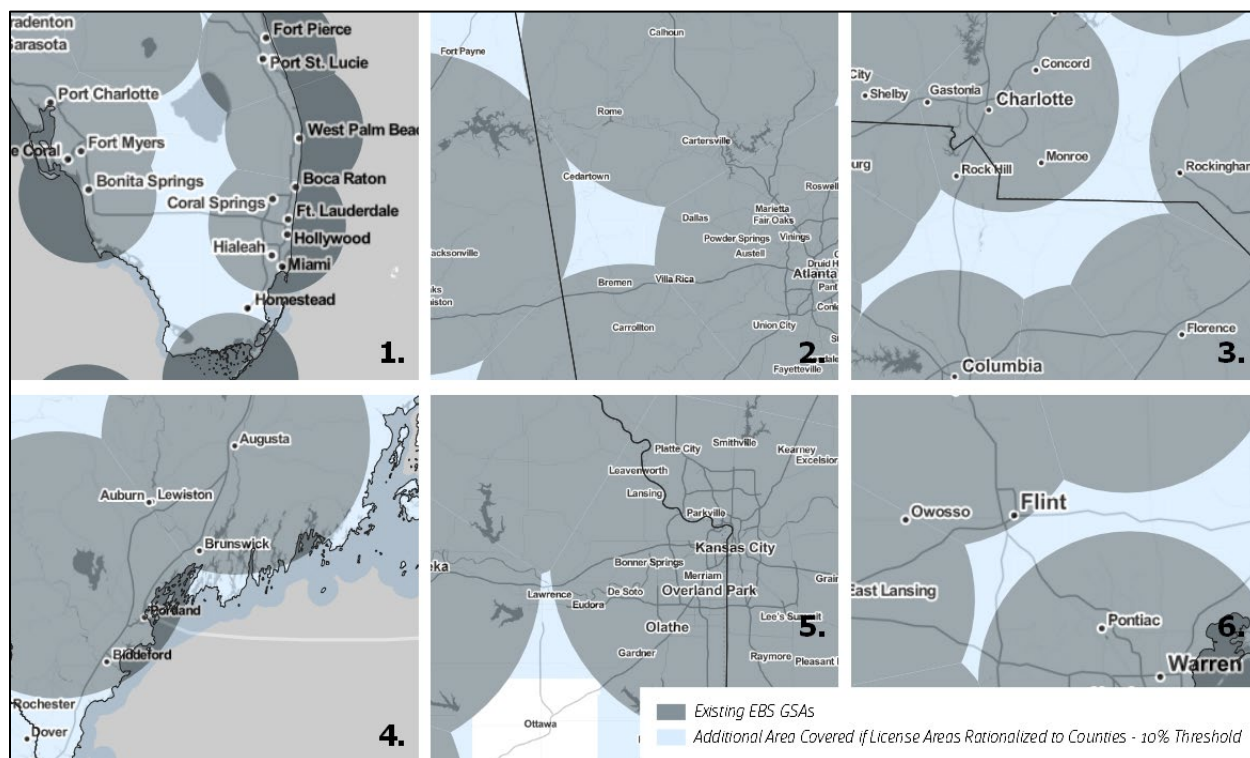 radenton
Sarasota
Fort Pierce
Port St. Lucie
Port Charlotte
West Palm Beac
e Coral
Fort Myers
Bonita Springs
Boca Raton
Coral Springs
Ft. Lauderdale
Hollywood
Hialeah
Miami
Homestead
1.
Calhoun
Fort Payne
Rome
Cartersville
Cedartown
Roswell
Marietta
Dallas
Fair Oaks
Powder Springs
Vinings
acksonville
Austell
Druid H
Bremen
Villa Rica
Atlanta
Pant
Carrollton
Union City
Fayetteville
2.
Concord
City
Shelby
Gastonia
Charlotte
burg
Rock Hill
Monroe
Rockingham
Florence
Columbia
3.
Augusta
Auburn
Lewiston
Brunswick
Portland
Biddeford
Rochester
Dover
4.
Platte City
Smithville
Kearney
Leavenworth
Excelsior
Lansing
Parkville
Kansas City
eka
Bonner Springs
Merriam
Grain
Lawrence
De Soto
Overland Park
Eudora
Lee's Summit
Olathe
Gardner
Raymore
Pleasant
Ottawa
5.
Owosso
Flint
East Lansing
Pontiac
Warren
6.
Existing EBS GSAs
Additional Area Covered if License Areas Rationalized to Counties - 10% Threshold